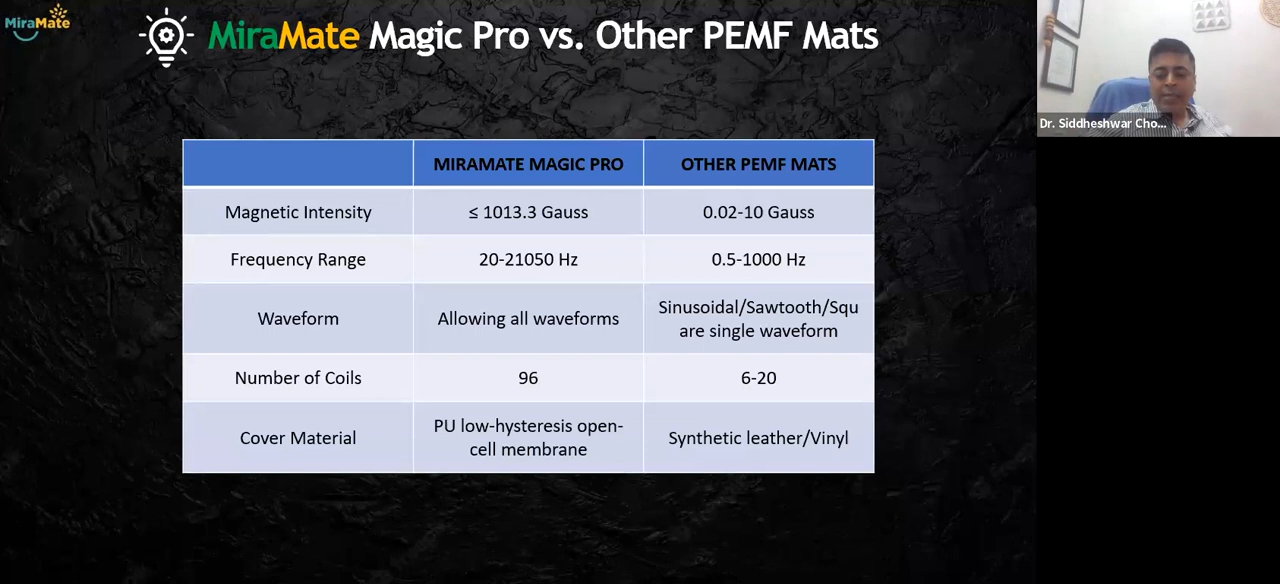 MiraMate
MiraMate Magic Pro vs. Other PEMF Mats
Dr. Siddheshwar Cho...
MIRAMATE MAGIC PRO
OTHER PEMF MATS
Magnetic Intensity
≤ 1013.3 Gauss
0.02-10 Gauss
Frequency Range
20-21050 Hz
0.5-1000 Hz
Waveform
Allowing all waveforms
Sinusoidal/Sawtooth/Squ
are single waveform
Number of Coils
96
6-20
Cover Material
PU low-hysteresis open-
cell membrane
Synthetic leather/Vinyl